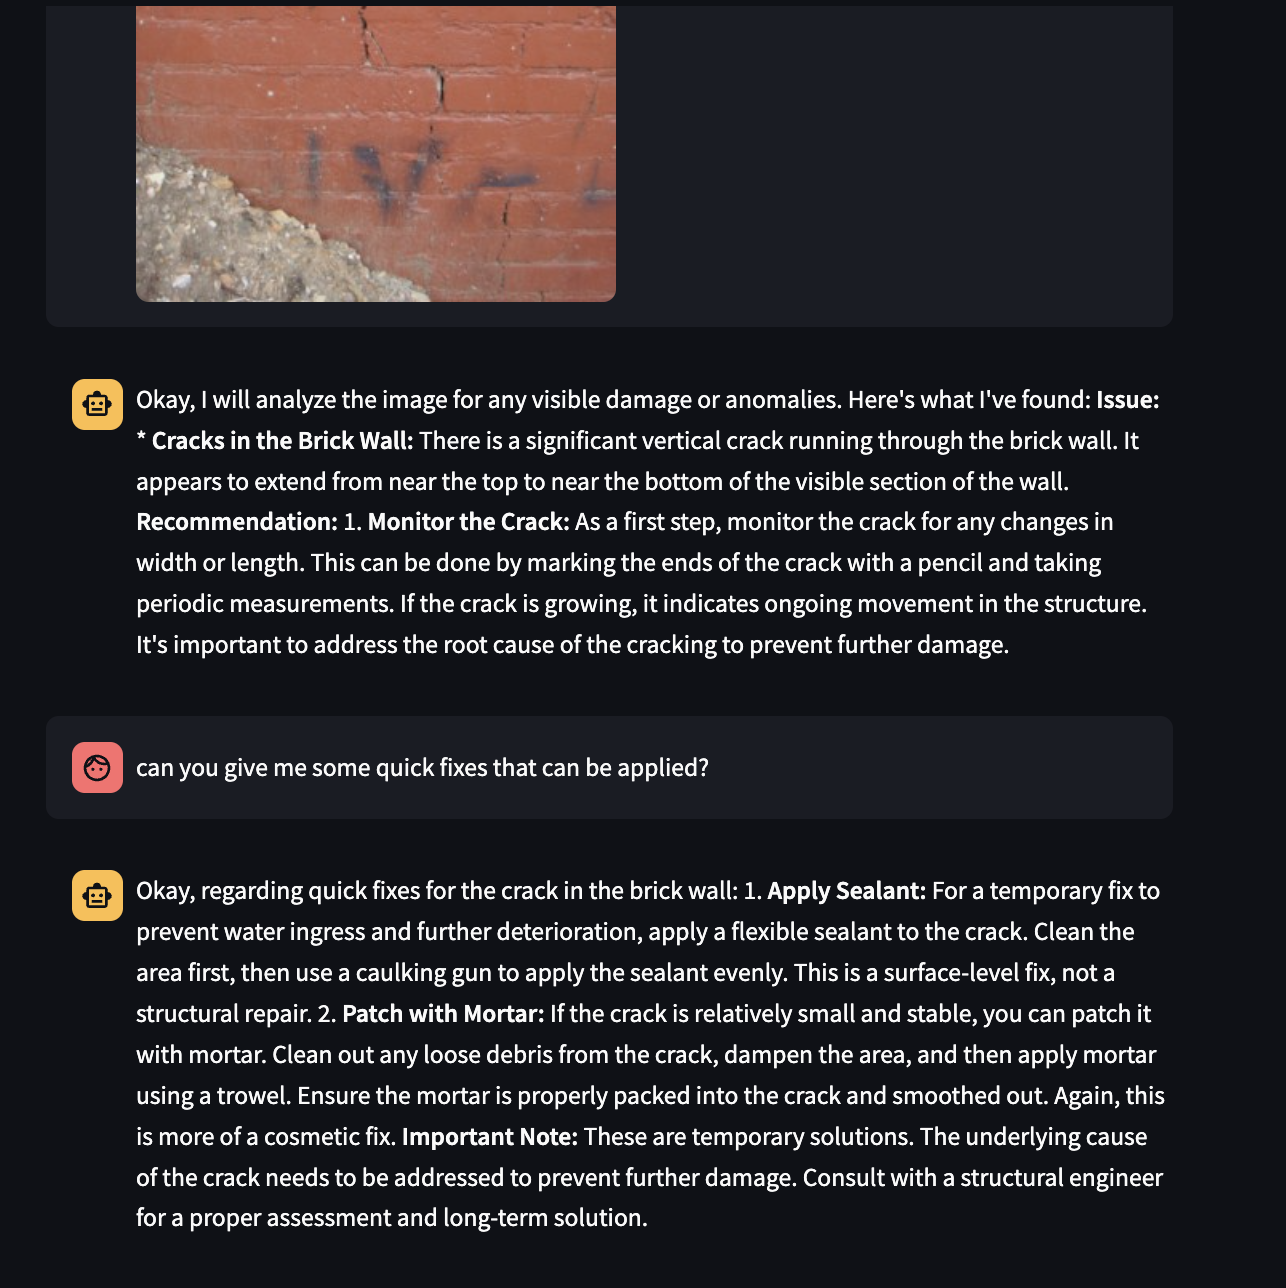 Okay, I will analyze the image for any visible damage or anomalies. Here's what I've found: Issue:
* Cracks in the Brick Wall: There is a significant vertical crack running through the brick wall. It
appears to extend from near the top to near the bottom of the visible section of the wall.
Recommendation: 1. Monitor the Crack: As a first step, monitor the crack for any changes in
width or length. This can be done by marking the ends of the crack with a pencil and taking
periodic measurements. If the crack is growing, it indicates ongoing movement in the structure.
It's important to address the root cause of the cracking to prevent further damage.
can you give me some quick fixes that can be applied?
Okay, regarding quick fixes for the crack in the brick wall: 1. Apply Sealant: For a temporary fix to
prevent water ingress and further deterioration, apply a flexible sealant to the crack. Clean the
area first, then use a caulking gun to apply the sealant evenly. This is a surface-level fix, not a
structural repair. 2. Patch with Mortar: If the crack is relatively small and stable, you can patch it
with mortar. Clean out any loose debris from the crack, dampen the area, and then apply mortar
using a trowel. Ensure the mortar is properly packed into the crack and smoothed out. Again, this
is more of a cosmetic fix. Important Note: These are temporary solutions. The underlying cause
of the crack needs to be addressed to prevent further damage. Consult with a structural engineer
for a proper assessment and long-term solution.